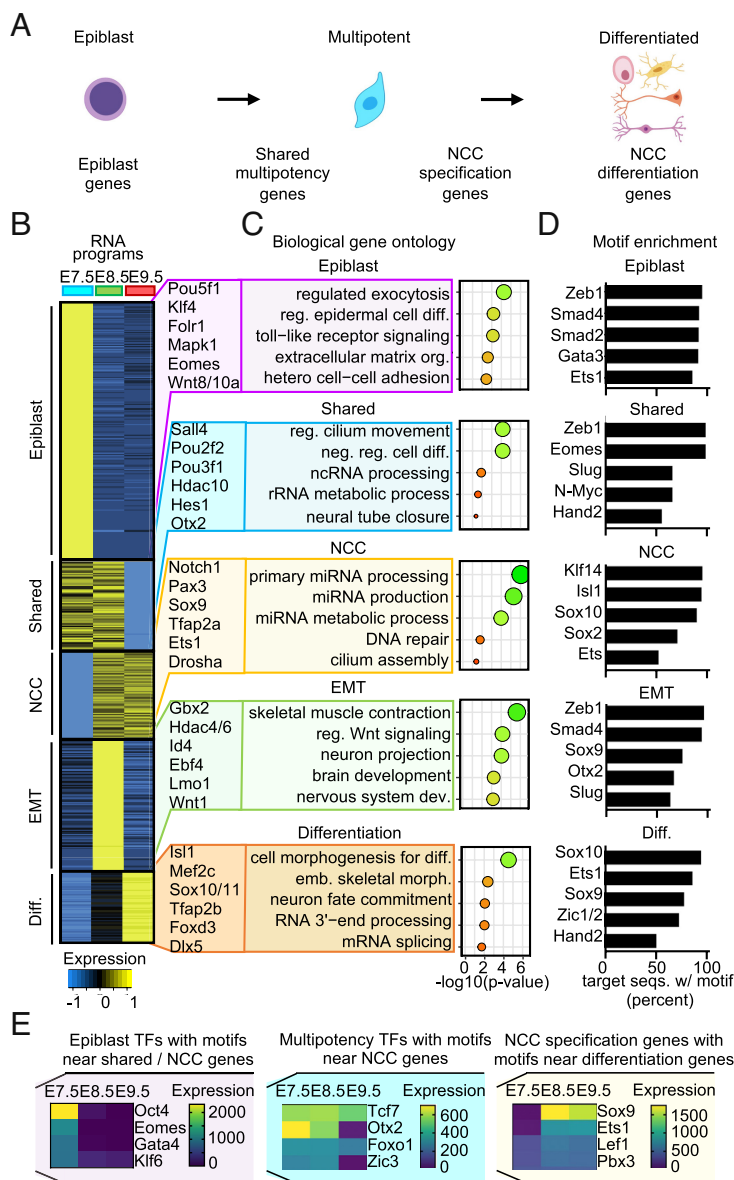 A
Epiblast
Multipotent
Differentiated
Epiblast
genes
Shared
multipotency
genes
NCC
specification
genes
NCC
differentiation
genes
B
RNA
programs
E7.5 E8.5 E9.5
Epiblast
Shared
NCC
EMT
Diff.
Expression
-1 0 1
C
Biological gene ontology
Epiblast
Pou5f1
Klf4
Folr1
Mapk1
Eomes
Wnt8/10a
regulated exocytosis
reg. epidermal cell diff.
toll-like receptor signaling
extracellular matrix org.
hetero cell-cell adhesion
Shared
Sall4
Pou2f2
Pou3f1
Hdac10
Hes1
Otx2
reg. cilium movement
neg. reg. cell diff.
ncRNA processing
rRNA metabolic process
neural tube closure
NCC
Notch1
Pax3
Sox9
Tfap2a
Ets1
Drosha
primary miRNA processing
miRNA production
miRNA metabolic process
DNA repair
cilium assembly
EMT
Gbx2
Hdac4/6
Id4
Ebf4
Lmo1
Wnt1
skeletal muscle contraction
reg. Wnt signaling
neuron projection
brain development
nervous system dev.
Differentiation
Isl1
Mef2c
Sox10/11
Tfap2b
Foxd3
Dlx5
cell morphogenesis for diff.
emb. skeletal morph.
neuron fate commitment
RNA 3'-end processing
mRNA splicing
0 2 4 6
-log10(p-value)
D
Motif enrichment
Epiblast
Zeb1
Smad4
Smad2
Gata3
Ets1
Shared
Zeb1
Eomes
Slug
N-Myc
Hand2
NCC
Klf14
Isl1
Sox10
Sox2
Ets
EMT
Zeb1
Smad4
Sox9
Otx2
Slug
Diff.
Sox10
Ets1
Sox9
Zic1/2
Hand2
0 50 100
target seqs. w/ motif
(percent)
E
Epiblast TFs with motifs
near shared / NCC genes
E7.5 E8.5 E9.5
Expression
Oct4
Eomes
Gata4
Klf6
2000
1000
0
Multipotency TFs with motifs
near NCC genes
E7.5 E8.5 E9.5
Expression
Tcf7
Otx2
Foxo1
Zic3
600
400
200
0
NCC specification genes with
motifs near differentiation genes
E7.5 E8.5 E9.5
Expression
Sox9
Ets1
Lef1
Pbx3
1500
1000
500
0